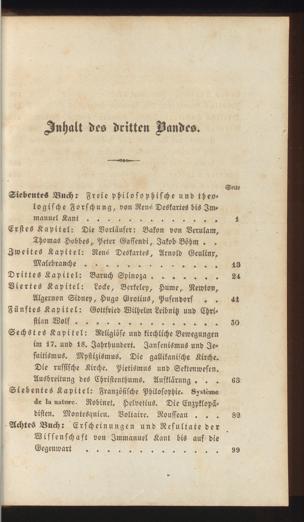 Inhalt des dritten Bandes.
Seite
Siebentes Buch: Freie philosophische und theo-
logische Forschung, von René Deskartes bis Im-
manuel Kant . . . . . . . . . . 1
Erstes Kapitel: Die Vorläufer: Bakon von Verulam,
Thomas Hobbes, Peter Gassendi, Jakob Böhm . .
Zweites Kapitel: René Deskartes, Arnold Geulinx,
Malebranche . . . . . . . . . . 13
Drittes Kapitel: Baruch Spinoza . . . . . . . 24
Viertes Kapitel: Locke, Berkeley, Hume, Newton,
Algernon Sidney, Hugo Grotius, Pufendorf . . 41
Fünftes Kapitel: Gottfried Wilhelm Leibnitz und Chri-
stian Wolf . . . . . . . . . . 50
Sechstes Kapitel: Religiöse und kirchliche Bewegungen
im 17. und 18. Jahrhundert. Jansenismus und Je-
suitismus. Mystizismus. Die gallikanische Kirche.
Die russische Kirche. Pietismus und Sektenwesen.
Ausbreitung des Christenthums. Aufklärung . . . 63
Siebentes Kapitel: Französische Philosophie. Système
de la nature. Robinet, Helvetius. Die Enzyklopä-
disten. Montesquieu. Voltaire. Rousseau . . . 89
Achtes Buch: Erscheinungen und Resultate der
Wissenschaft von Immanuel Kant bis auf die
Gegenwart . . . . . . . . . . 99